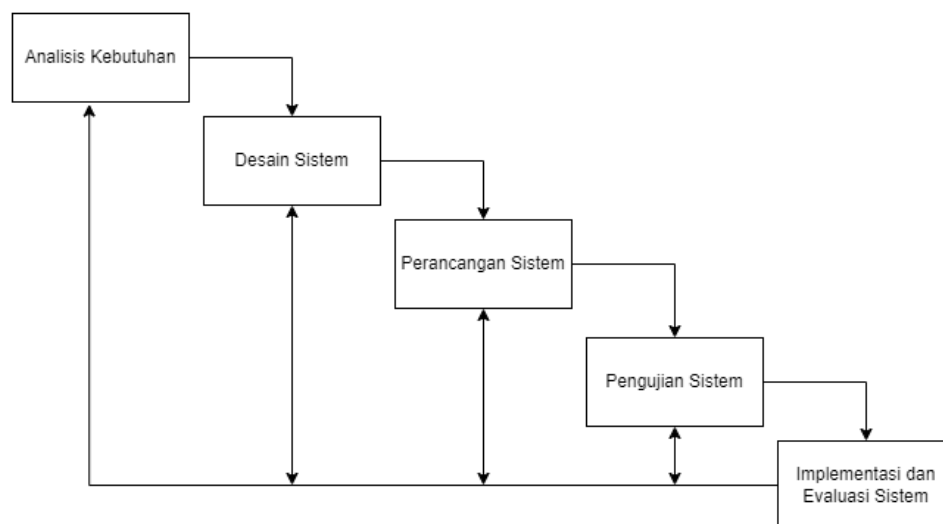 Analisis Kebutuhan
Desain Sistem
Perancangan Sistem
Pengujian Sistem
Implementasi dan
Evaluasi Sistem